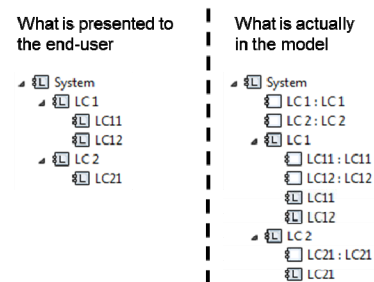 What is presented to
the end-user
System
LC 1
LC11
LC12
LC 2
LC21
What is actually
in the model
System
LC 1 : LC 1
LC 2 : LC 2
LC 1
LC11 : LC11
LC12 : LC12
LC11
LC12
LC 2
LC21 : LC21
LC21